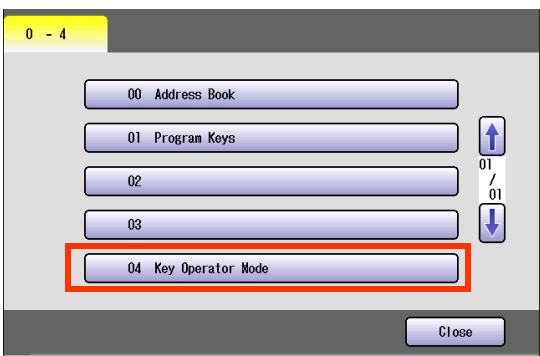 0 - 4
00 Address Book
01 Program Keys
02
03
04 Key Operator Mode
01
/
01
Close